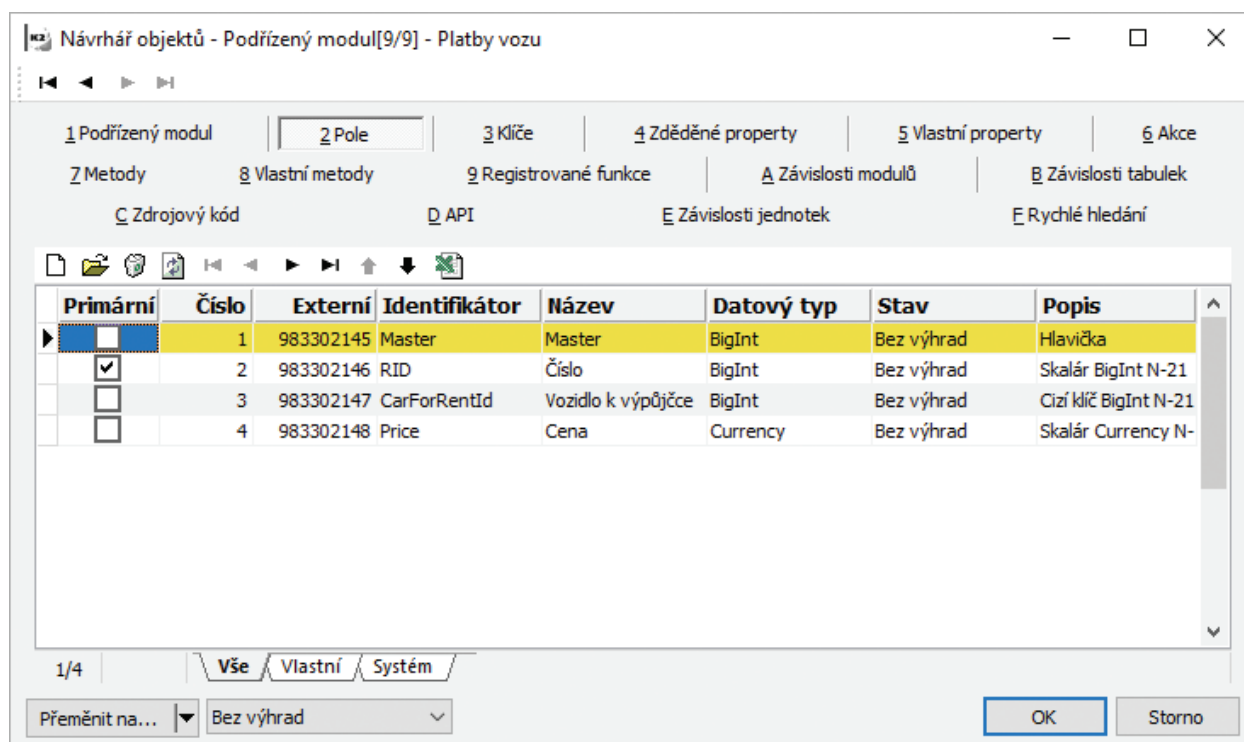 K2 Návrhář objektů - Podřízený modul[9/9] - Platby vozu
1 Podřízený modul 2 Pole 3 Klíče 4 Zděděné property 5 Vlastní property 6 Akce
7 Metody 8 Vlastní metody 9 Registrované funkce A Závislosti modulů B Závislosti tabulek
C Zdrojový kód D API E Závislosti jednotek F Rychlé hledání
Primární Číslo Externí Identifikátor Název Datový typ Stav Popis
1 983302145 Master Master BigInt Bez výhrad Hlavička
2 983302146 RID Číslo BigInt Bez výhrad Skalár BigInt N-21
3 983302147 CarForRentId Vozidlo k výpůjčce BigInt Bez výhrad Cizí klíč BigInt N-21
4 983302148 Price Cena Currency Bez výhrad Skalár Currency N-
1/4 Vše Vlastní Systém
Přeměnit na... Bez výhrad OK Storno